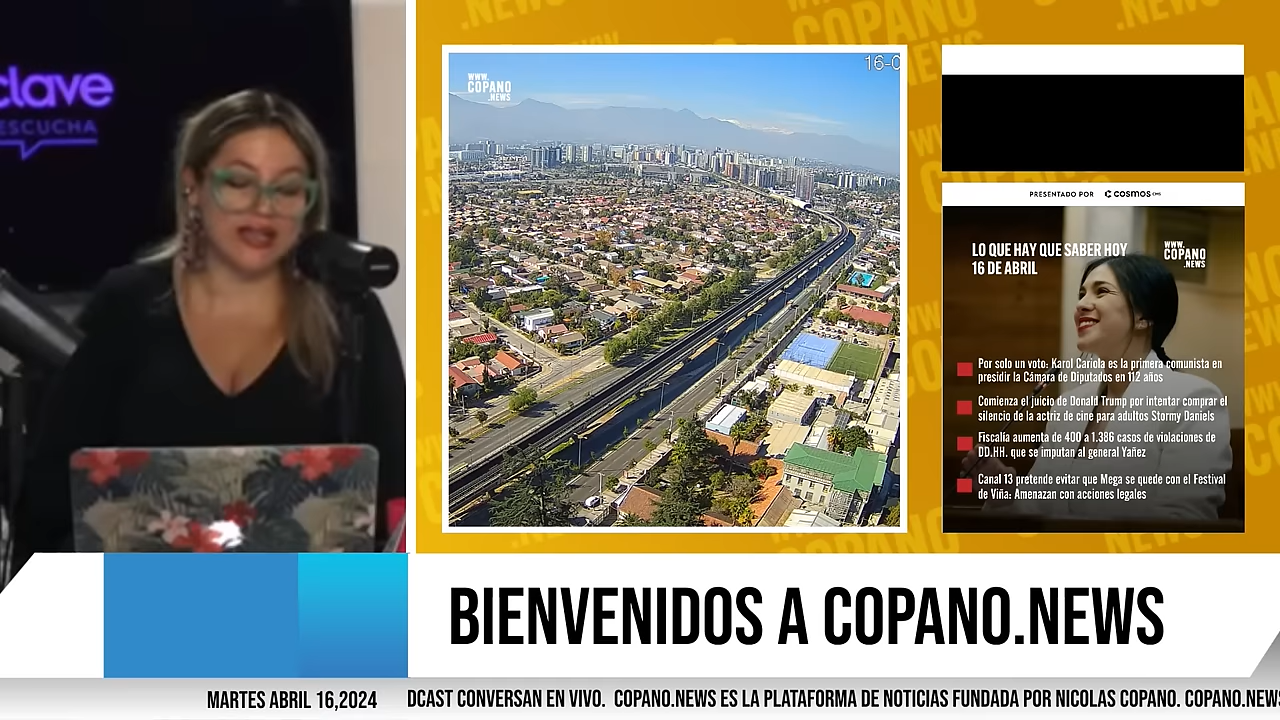 clave
ESCUCHA
WWW.
COPANO
.NEWS
16-0
PRESENTADO POR COSMOS CMS
LO QUE HAY QUE SABER HOY
16 DE ABRIL
WWW.
COPANO
.NEWS
Por solo un voto: Karol Cariola es la primera comunista en
presidir la Cámara de Diputados en 112 años
Comienza el juicio de Donald Trump por intentar comprar el
silencio de la actriz de cine para adultos Stormy Daniels
Fiscalía aumenta de 400 a 1.386 casos de violaciones de
DD.HH. que se imputan al general Yañez
Canal 13 pretende evitar que Mega se quede con el Festival
de Viña: Amenazan con acciones legales
BIENVENIDOS A COPANO.NEWS
MARTES ABRIL 16,2024
DCAST CONVERSAN EN VIVO. COPANO.NEWS ES LA PLATAFORMA DE NOTICIAS FUNDADA POR NICOLAS COPANO. COPANO.NEWS